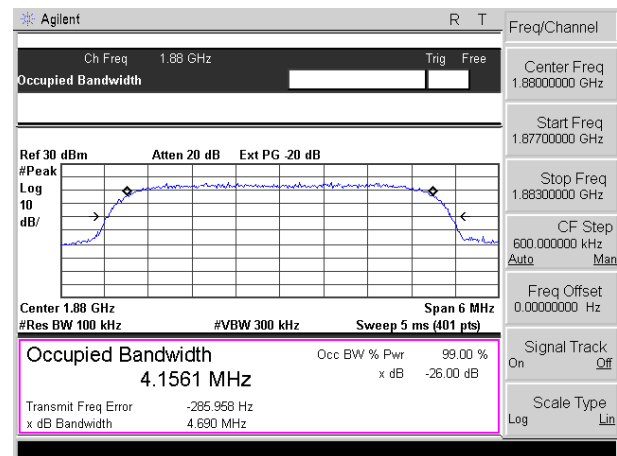 Agilent R T
Ch Freq 1.88 GHz Trig Free
Occupied Bandwidth
Ref 30 dBm Atten 20 dB Ext PG -20 dB
#Peak
Log
10
dB/
Center 1.88 GHz Span 6 MHz
#Res BW 100 kHz #VBW 300 kHz Sweep 5 ms (401 pts)
Occupied Bandwidth Occ BW % Pwr 99.00 %
4.1561 MHz x dB -26.00 dB
Transmit Freq Error -285.958 Hz
x dB Bandwidth 4.690 MHz
Freq/Channel
Center Freq
1.88000000 GHz
Start Freq
1.87700000 GHz
Stop Freq
1.88300000 GHz
CF Step
600.000000 kHz
Auto Man
Freq Offset
0.00000000 Hz
Signal Track
On Off
Scale Type
Log Lin